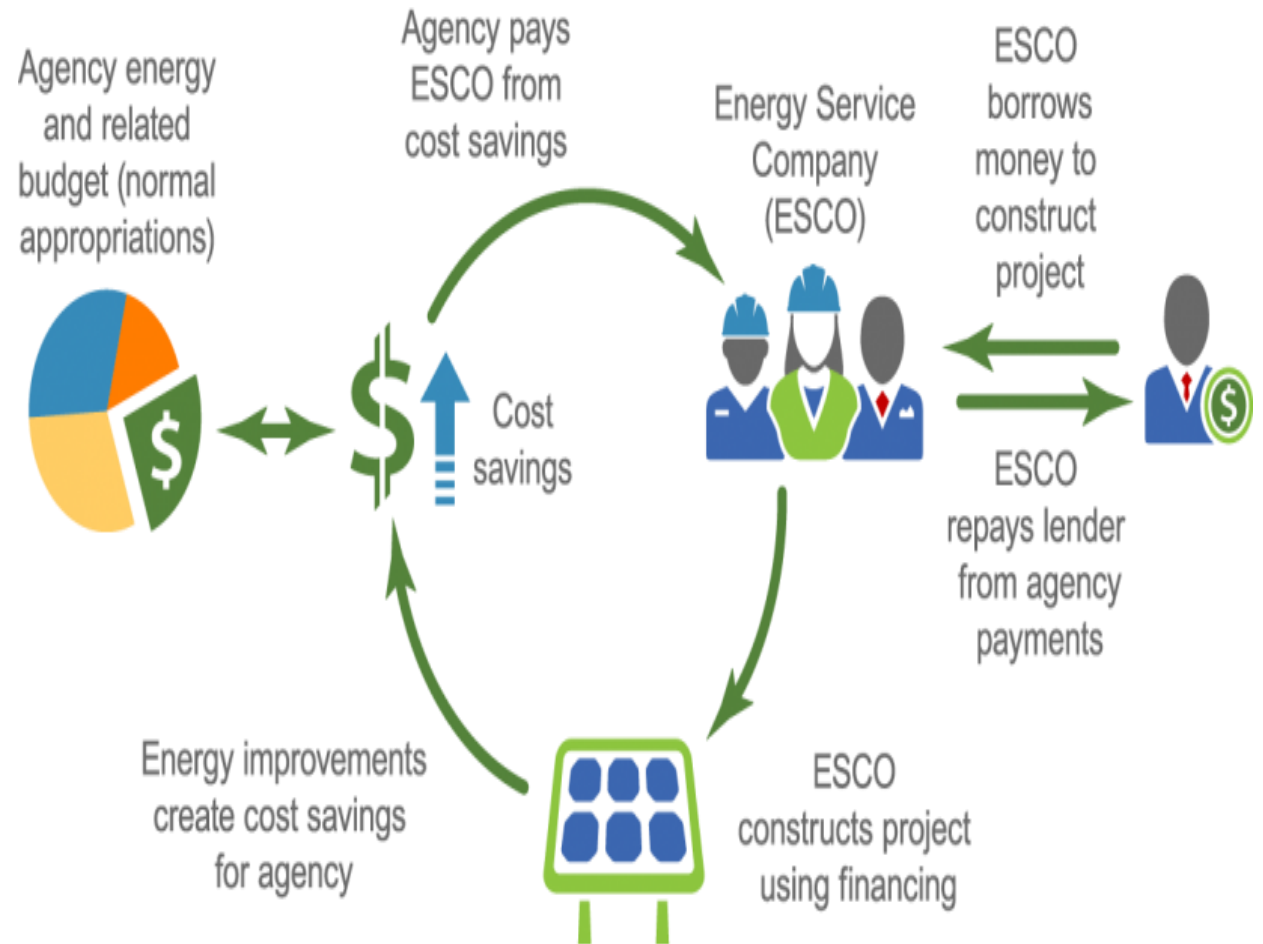 Agency energy
and related
budget (normal
appropriations)
Agency pays
ESCO from
cost savings
Energy Service
Company
(ESCO)
ESCO
borrows
money to
construct
project
$
$
Cost
savings
$
ESCO
repays lender
from agency
payments
Energy improvements
create cost savings
for agency
ESCO
constructs project
using financing